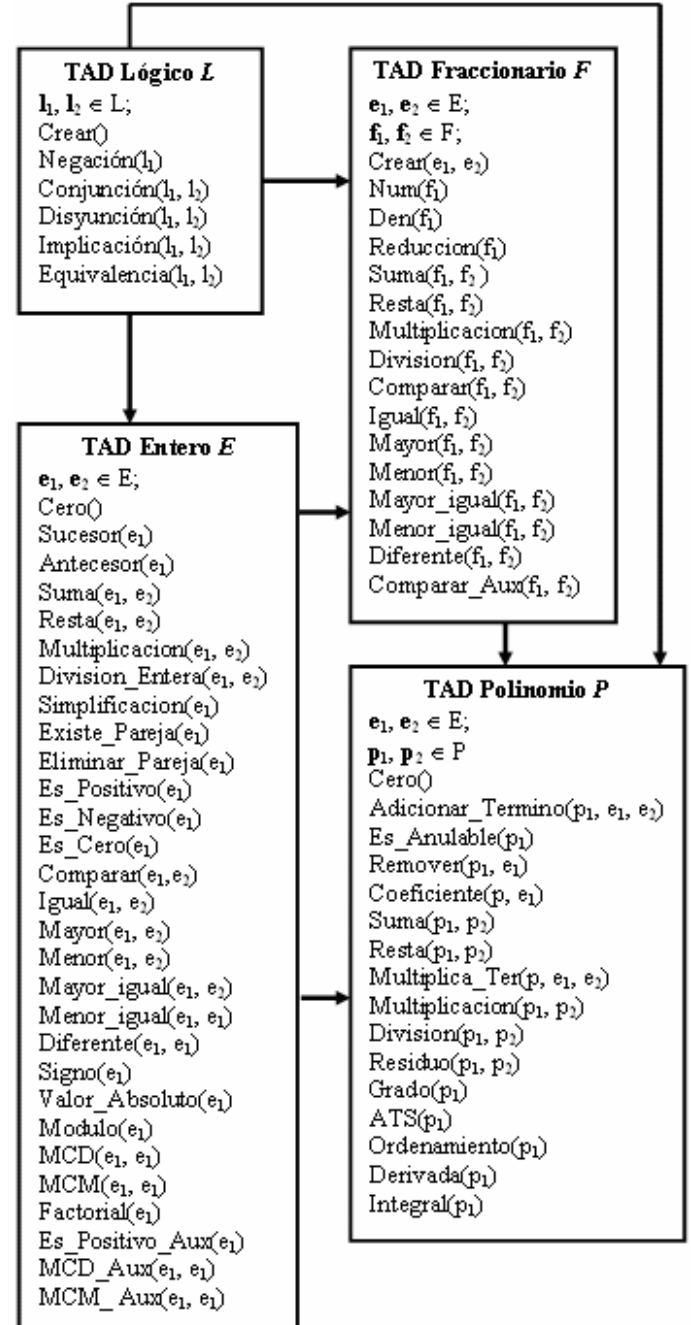 TAD Lógico L
l₁, l₂ ∈ L;
Crear()
Negación(l₁)
Conjunción(l₁, l₂)
Disyunción(l₁, l₂)
Implicación(l₁, l₂)
Equivalencia(l₁, l₂)
TAD Fraccionario F
e₁, e₂ ∈ E;
f₁, f₂ ∈ F;
Crear(e₁, e₂)
Num(f₁)
Den(f₁)
Reduccion(f₁)
Suma(f₁, f₂ )
Resta(f₁, f₂)
Multiplicacion(f₁, f₂)
Division(f₁, f₂)
Comparar(f₁, f₂)
Igual(f₁, f₂)
Mayor(f₁, f₂)
Menor(f₁, f₂)
Mayor_igual(f₁, f₂)
Menor_igual(f₁, f₂)
Diferente(f₁, f₂)
Comparar_Aux(f₁, f₂)
TAD Entero E
e₁, e₂ ∈ E;
Cero()
Sucesor(e₁)
Antecesor(e₁)
Suma(e₁, e₂)
Resta(e₁, e₂)
Multiplicacion(e₁, e₂)
Division_Entera(e₁, e₂)
Simplificacion(e₁)
Existe_Pareja(e₁)
Eliminar_Pareja(e₁)
Es_Positivo(e₁)
Es_Negativo(e₁)
Es_Cero(e₁)
Comparar(e₁,e₂)
Igual(e₁, e₂)
Mayor(e₁, e₂)
Menor(e₁, e₂)
Mayor_igual(e₁, e₂)
Menor_igual(e₁, e₁)
Diferente(e₁, e₁)
Signo(e₁)
Valor_Absoluto(e₁)
Modulo(e₁)
MCD(e₁, e₁)
MCM(e₁, e₁)
Factorial(e₁)
Es_Positivo_Aux(e₁)
MCD_Aux(e₁, e₁)
MCM_ Aux(e₁, e₁)
TAD Polinomio P
e₁, e₂ ∈ E;
p₁, p₂ ∈ P
Cero()
Adicionar_Termino(p₁, e₁, e₂)
Es_Anulable(p₁)
Remover(p₁, e₁)
Coeficiente(p, e₁)
Suma(p₁, p₂)
Resta(p₁, p₂)
Multiplica_Ter(p, e₁, e₂)
Multiplicacion(p₁, p₂)
Division(p₁, p₂)
Residuo(p₁, p₂)
Grado(p₁)
ATS(p₁)
Ordenamiento(p₁)
Derivada(p₁)
Integral(p₁)